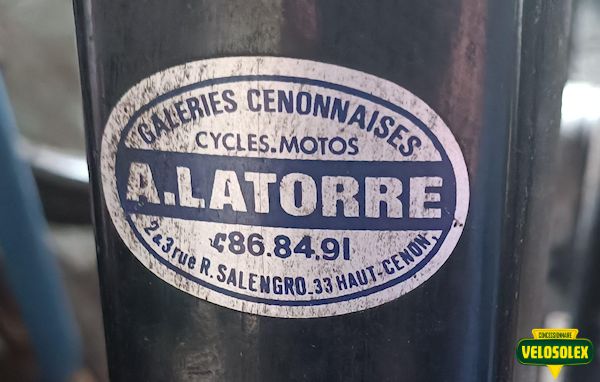 GALERIES CENONNAISES
CYCLES.MOTOS
A.LATORRE
86.84.91
2 & 3 rue R. SALENGRO.33 HAUT-CENON
CONCESSIONNAIRE
VELOSOLEX